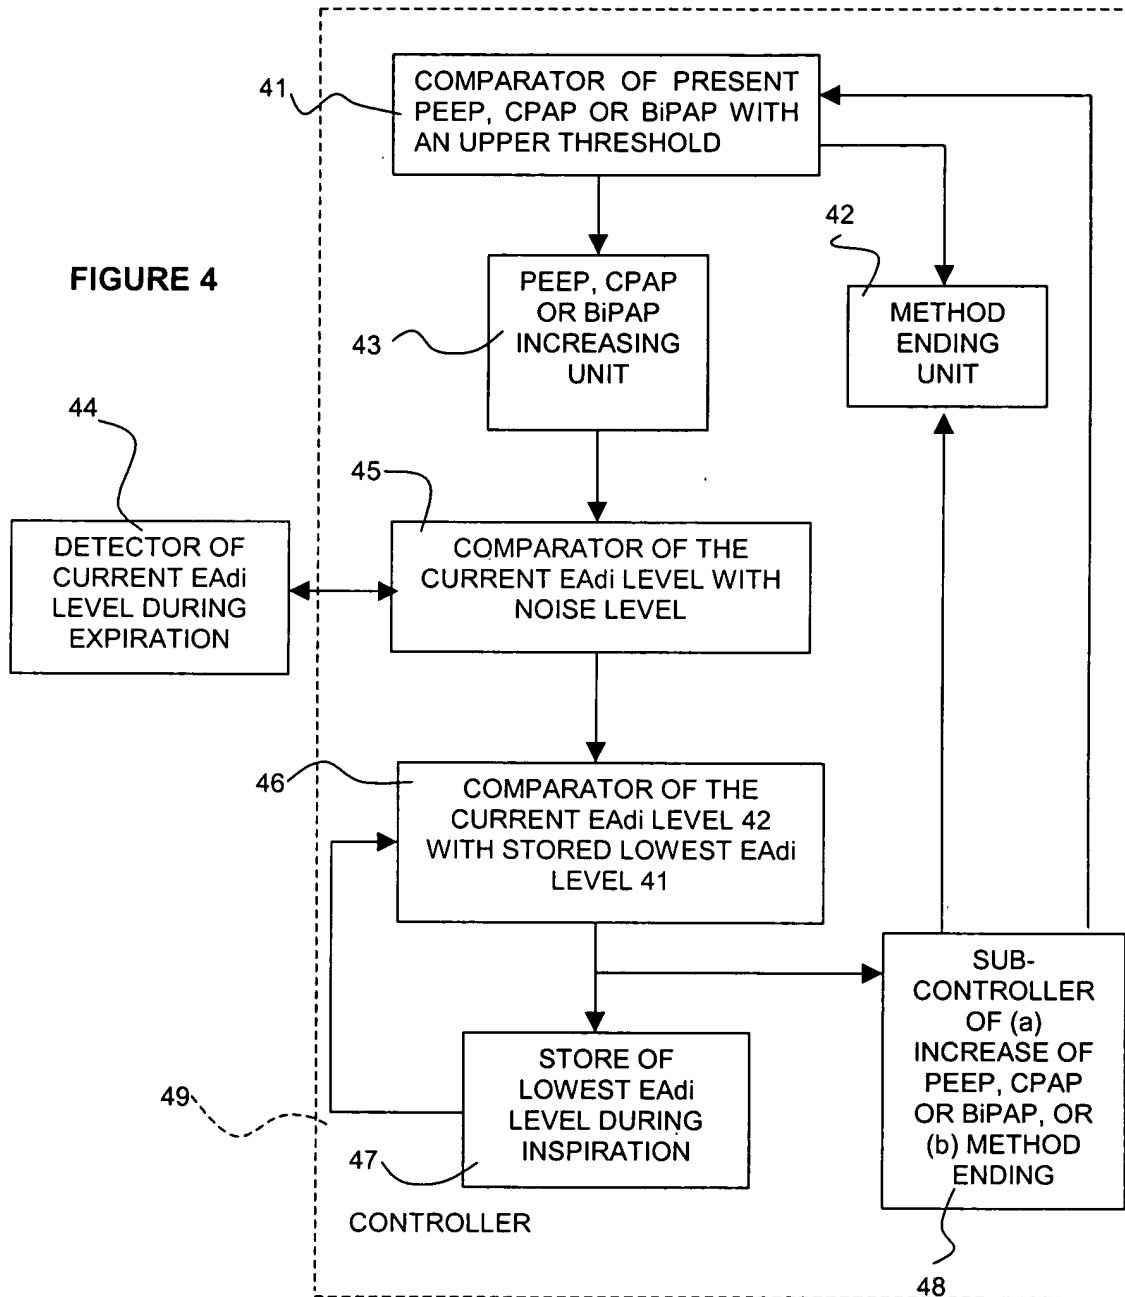 41
COMPARATOR OF PRESENT
PEEP, CPAP OR BiPAP WITH
AN UPPER THRESHOLD
42
FIGURE 4
43
PEEP, CPAP
OR BiPAP
INCREASING
UNIT
METHOD
ENDING
UNIT
44
45
DETECTOR OF
CURRENT EAdi
LEVEL DURING
EXPIRATION
COMPARATOR OF THE
CURRENT EAdi LEVEL WITH
NOISE LEVEL
46
COMPARATOR OF THE
CURRENT EAdi LEVEL 42
WITH STORED LOWEST EAdi
LEVEL 41
SUB-
CONTROLLER
OF (a)
INCREASE OF
PEEP, CPAP
OR BiPAP, OR
(b) METHOD
ENDING
STORE OF
LOWEST EAdi
LEVEL DURING
INSPIRATION
49
47
CONTROLLER
48